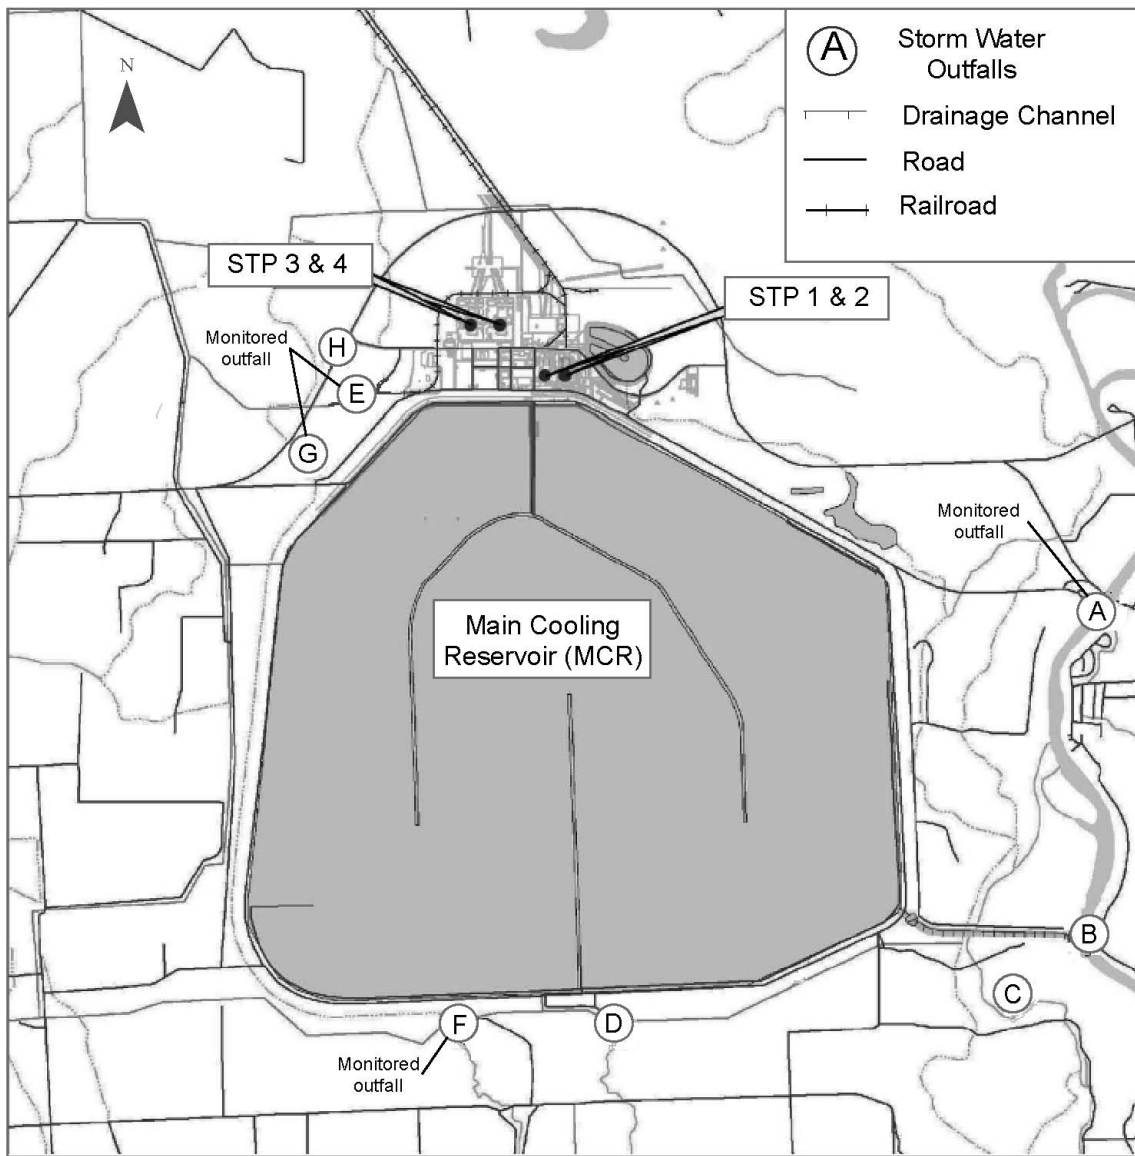 N
A
Storm Water
Outfalls
Drainage Channel
Road
Railroad
STP 3 & 4
STP 1 & 2
Monitored
outfall
H
E
G
Monitored
outfall
A
Main Cooling
Reservoir (MCR)
B
C
F
D
Monitored
outfall